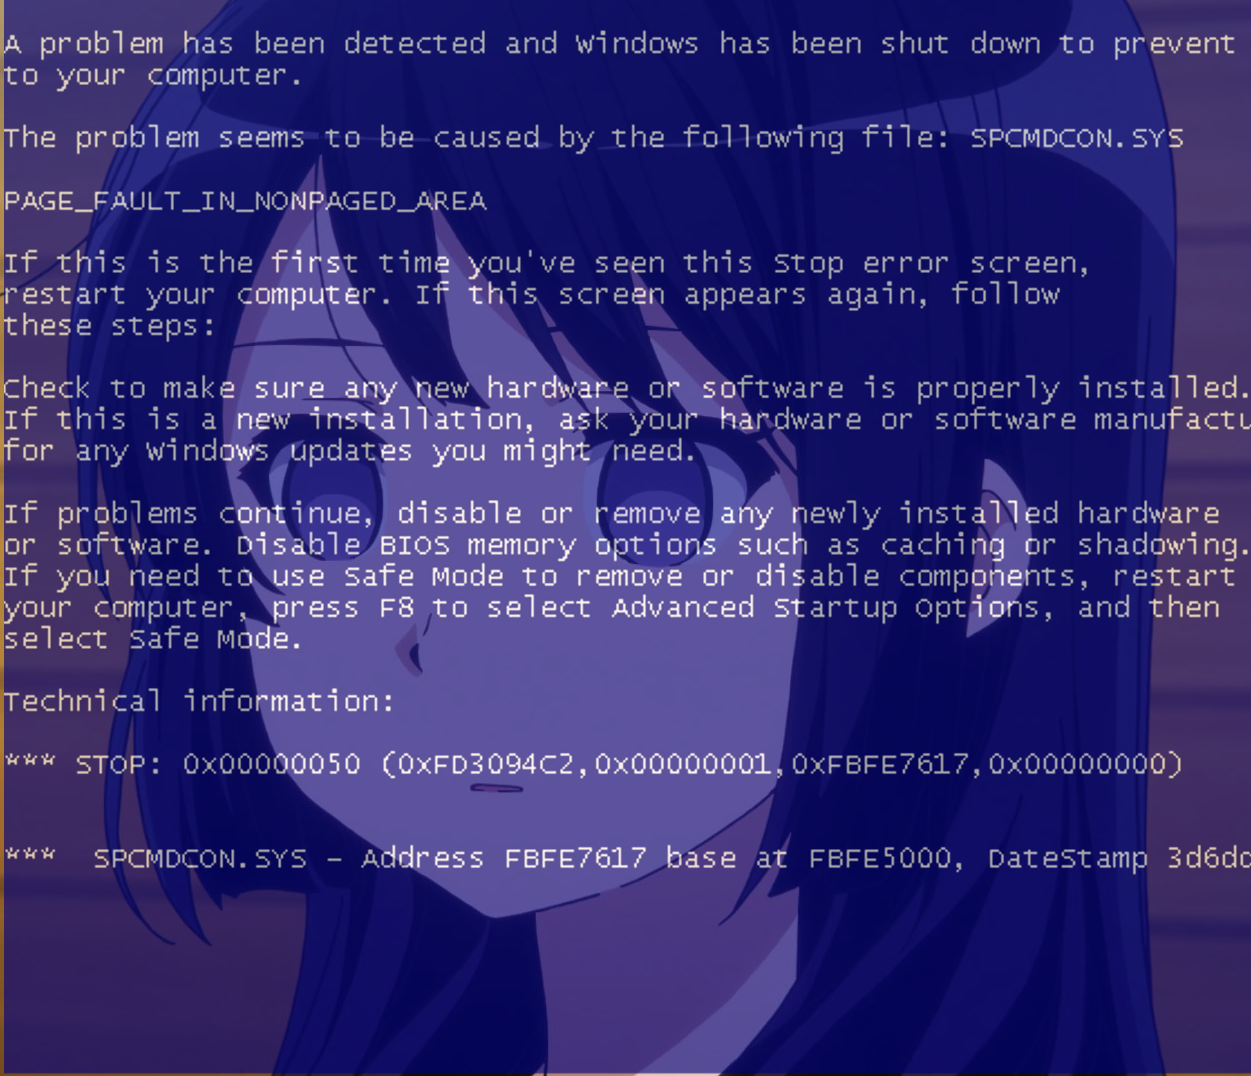 A problem has been detected and Windows has been shut down to prevent
to your computer.
The problem seems to be caused by the following file: SPCMDCON.SYS
PAGE_FAULT_IN_NONPAGED_AREA
If this is the first time you've seen this Stop error screen,
restart your computer. If this screen appears again, follow
these steps:
Check to make sure any new hardware or software is properly installed.
If this is a new installation, ask your hardware or software manufactu
for any Windows updates you might need.
If problems continue, disable or remove any newly installed hardware
or software. Disable BIOS memory options such as caching or shadowing.
If you need to use Safe Mode to remove or disable components, restart
your computer, press F8 to select Advanced Startup Options, and then
select Safe Mode.
Technical information:
*** STOP: 0x00000050 (0xFD3094C2,0x00000001,0xFBFE7617,0x00000000)
*** SPCMDCON.SYS – Address FBFE7617 base at FBFE5000, DateStamp